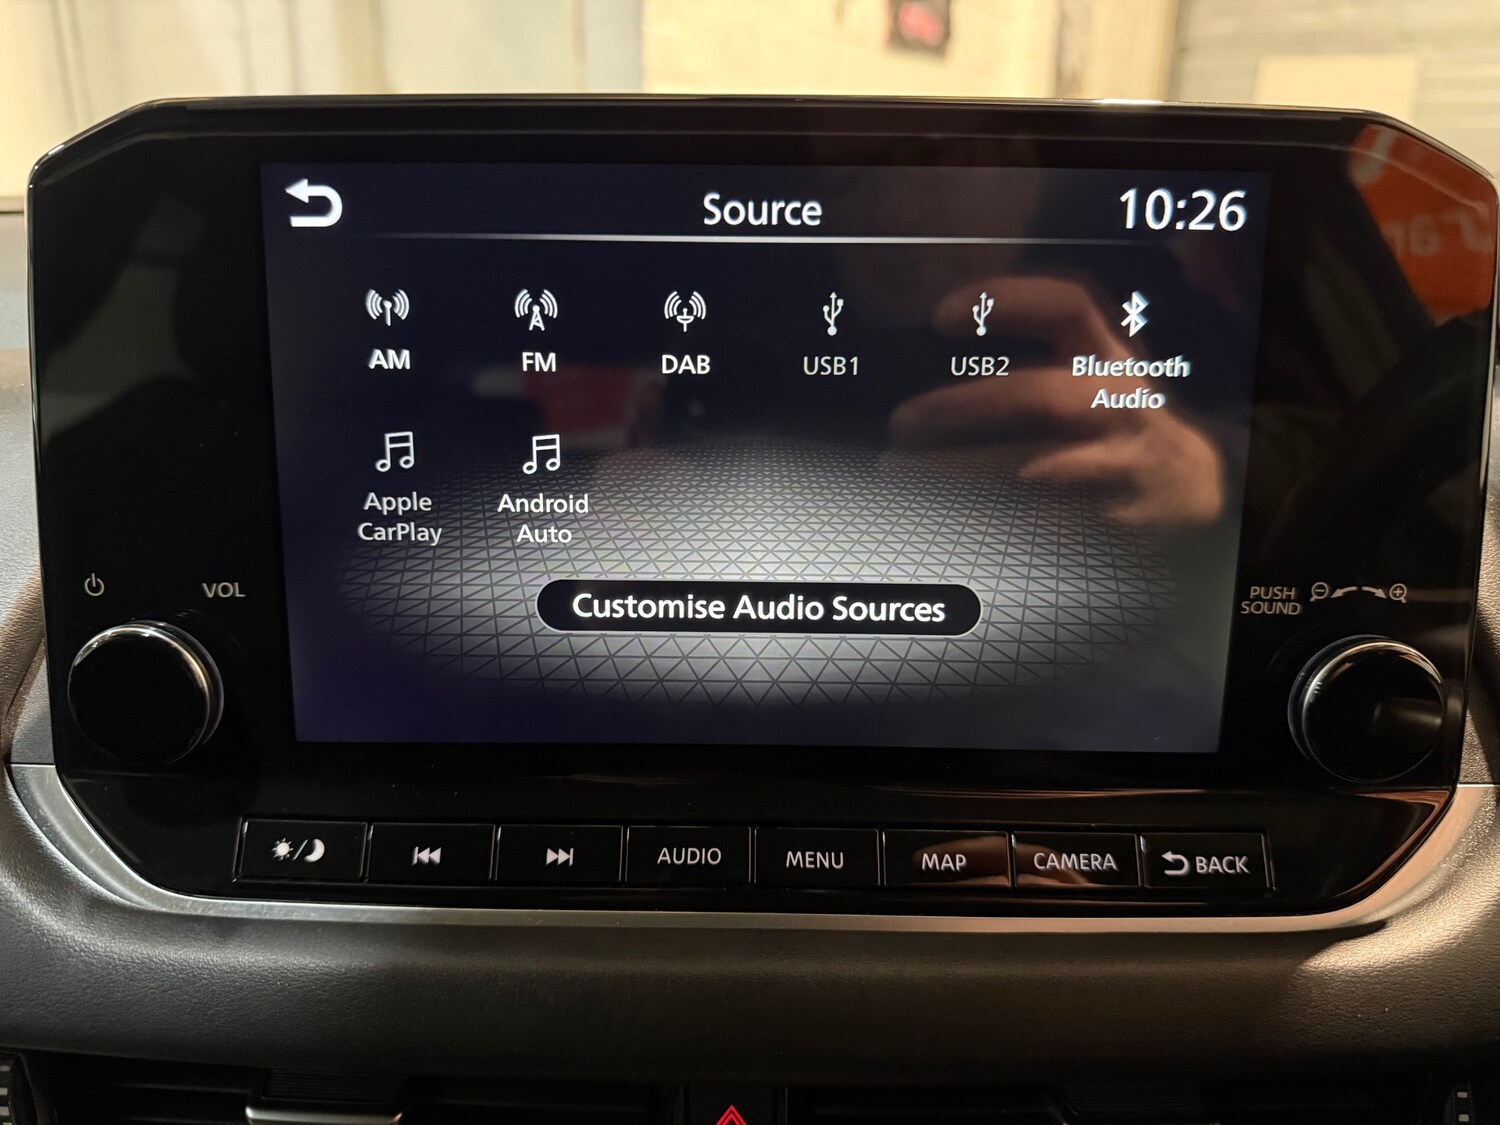 Source
10:26
AM
FM
DAB
USB1
USB2
Bluetooth
Audio
Apple
CarPlay
Android
Auto
Customise Audio Sources
VOL
PUSH
SOUND
AUDIO
MENU
MAP
CAMERA
BACK